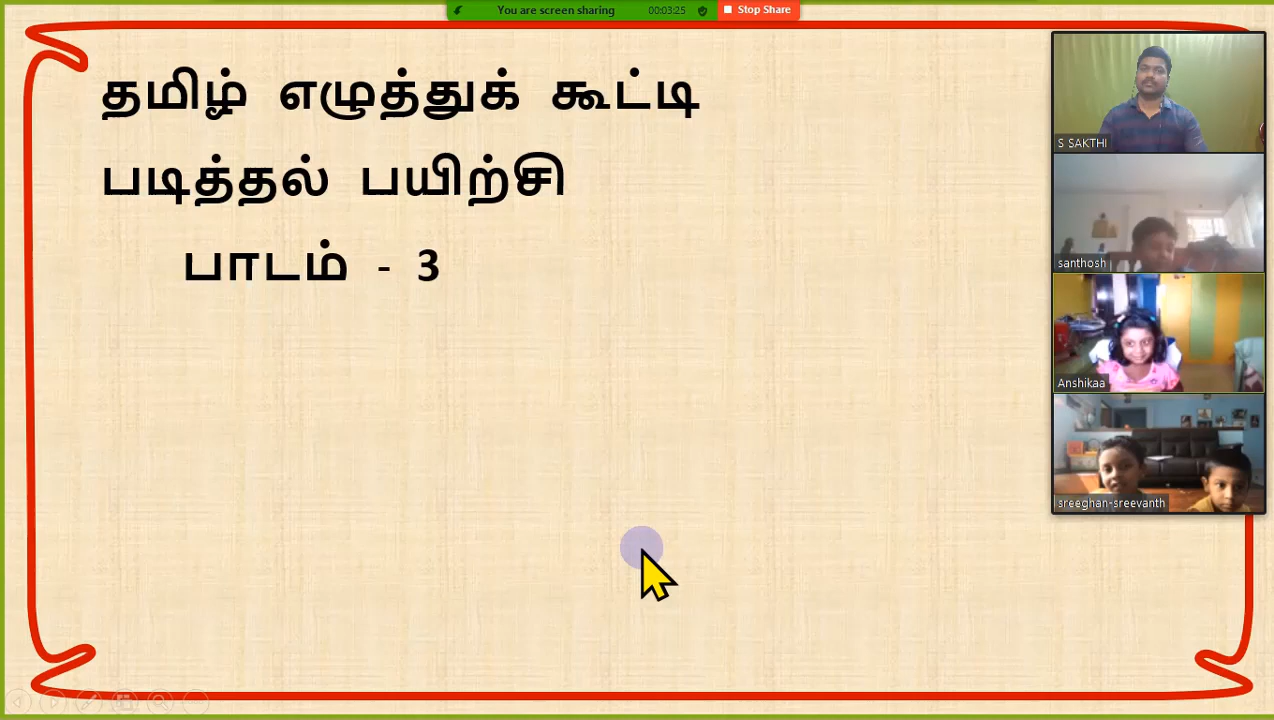 You are screen sharing 00:03:25 Stop Share
தமிழ் எழுத்துக் கூட்டி
படித்தல் பயிற்சி
பாடம் - 3
S SAKTHI
santhosh
Anshikaa
sreeghan-sreevanth